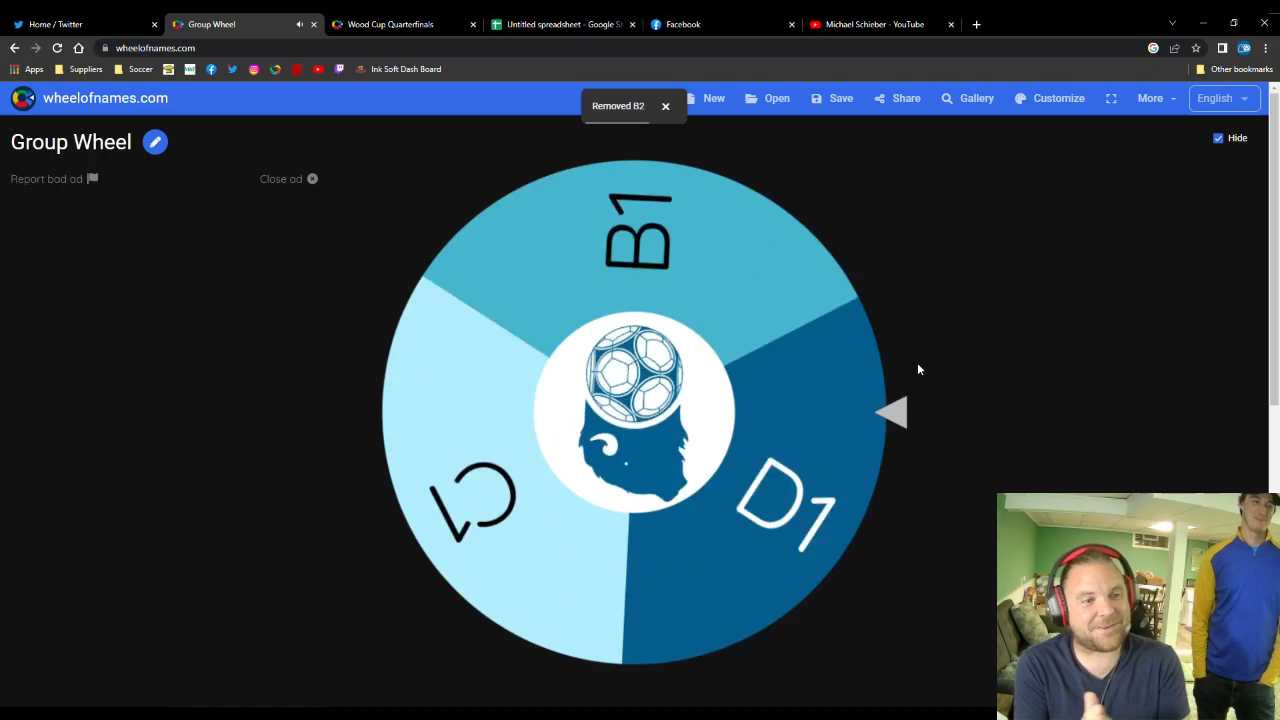 Home / Twitter
Group Wheel
Wood Cup Quarterfinals
Untitled spreadsheet - Google Sh
Facebook
Michael Schieber - YouTube
wheelofnames.com
Apps
Suppliers
Soccer
Ink Soft Dash Board
Other bookmarks
wheelofnames.com
Removed B2
New
Open
Save
Share
Gallery
Customize
More
English
Group Wheel
Hide
Report bad ad
Close ad
B1
C1
D1